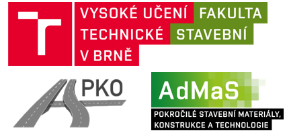 VYSOKÉ UČENÍ FAKULTA
TECHNICKÉ STAVEBNÍ
V BRNĚ
PKO
AdMaS
POKROČILÉ STAVEBNÍ MATERIÁLY,
KONSTRUKCE A TECHNOLOGIE